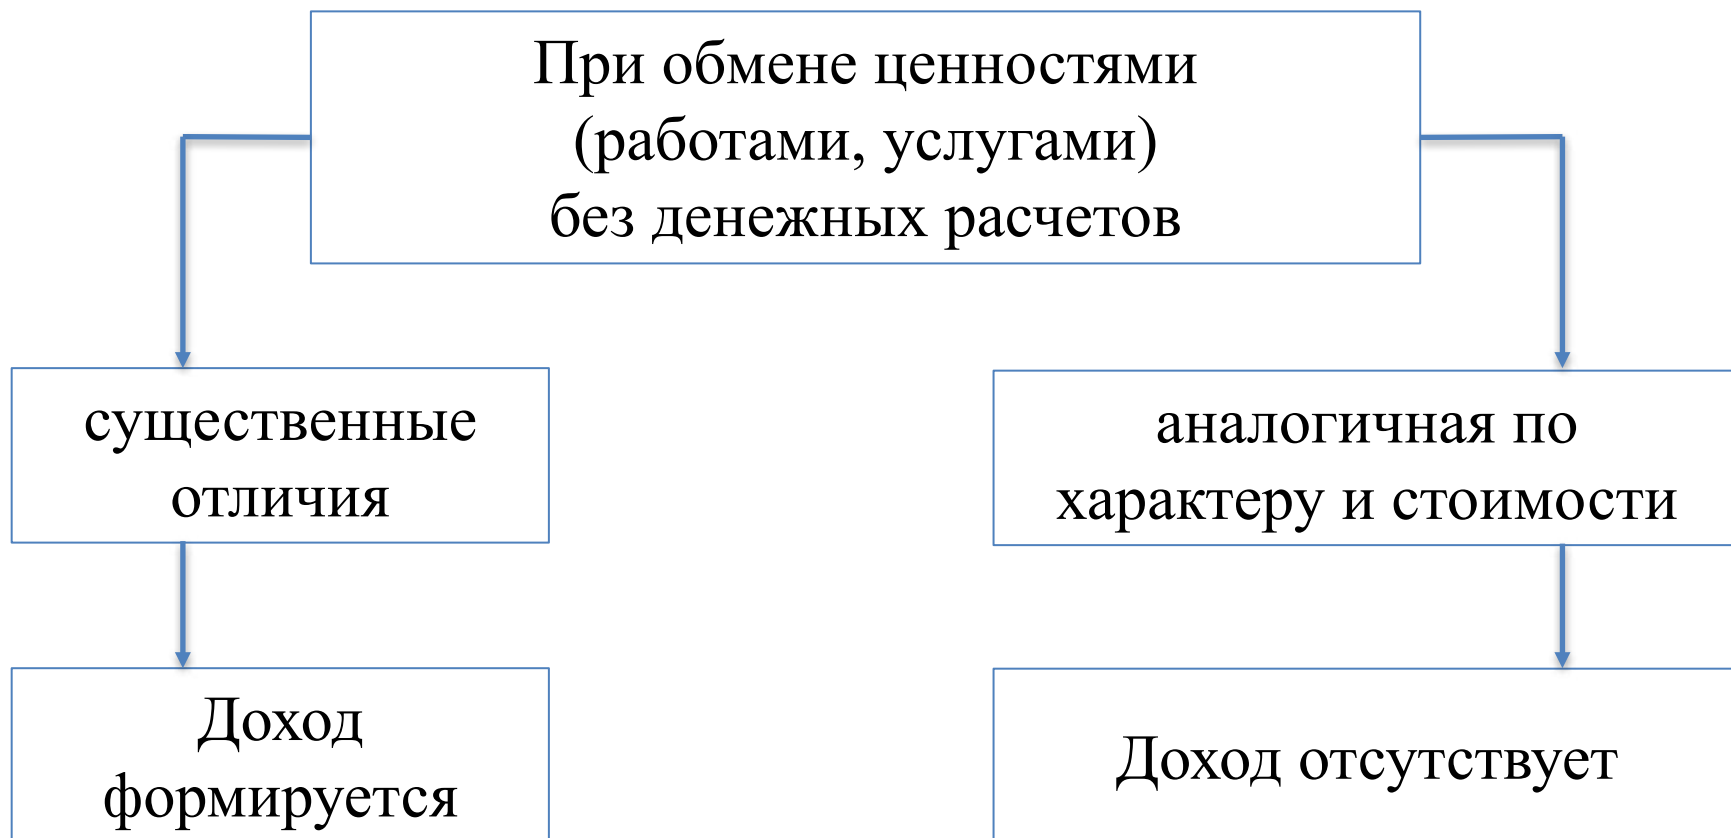 При обмене ценностями
(работами, услугами)
без денежных расчетов
существенные
отличия
аналогичная по
характеру и стоимости
Доход
формируется
Доход отсутствует